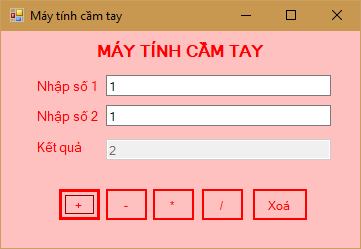 Máy tính cầm tay
MÁY TÍNH CẦM TAY
Nhập số 1 1
Nhập số 2 1
Kết quả 2
+ - * / Xoá